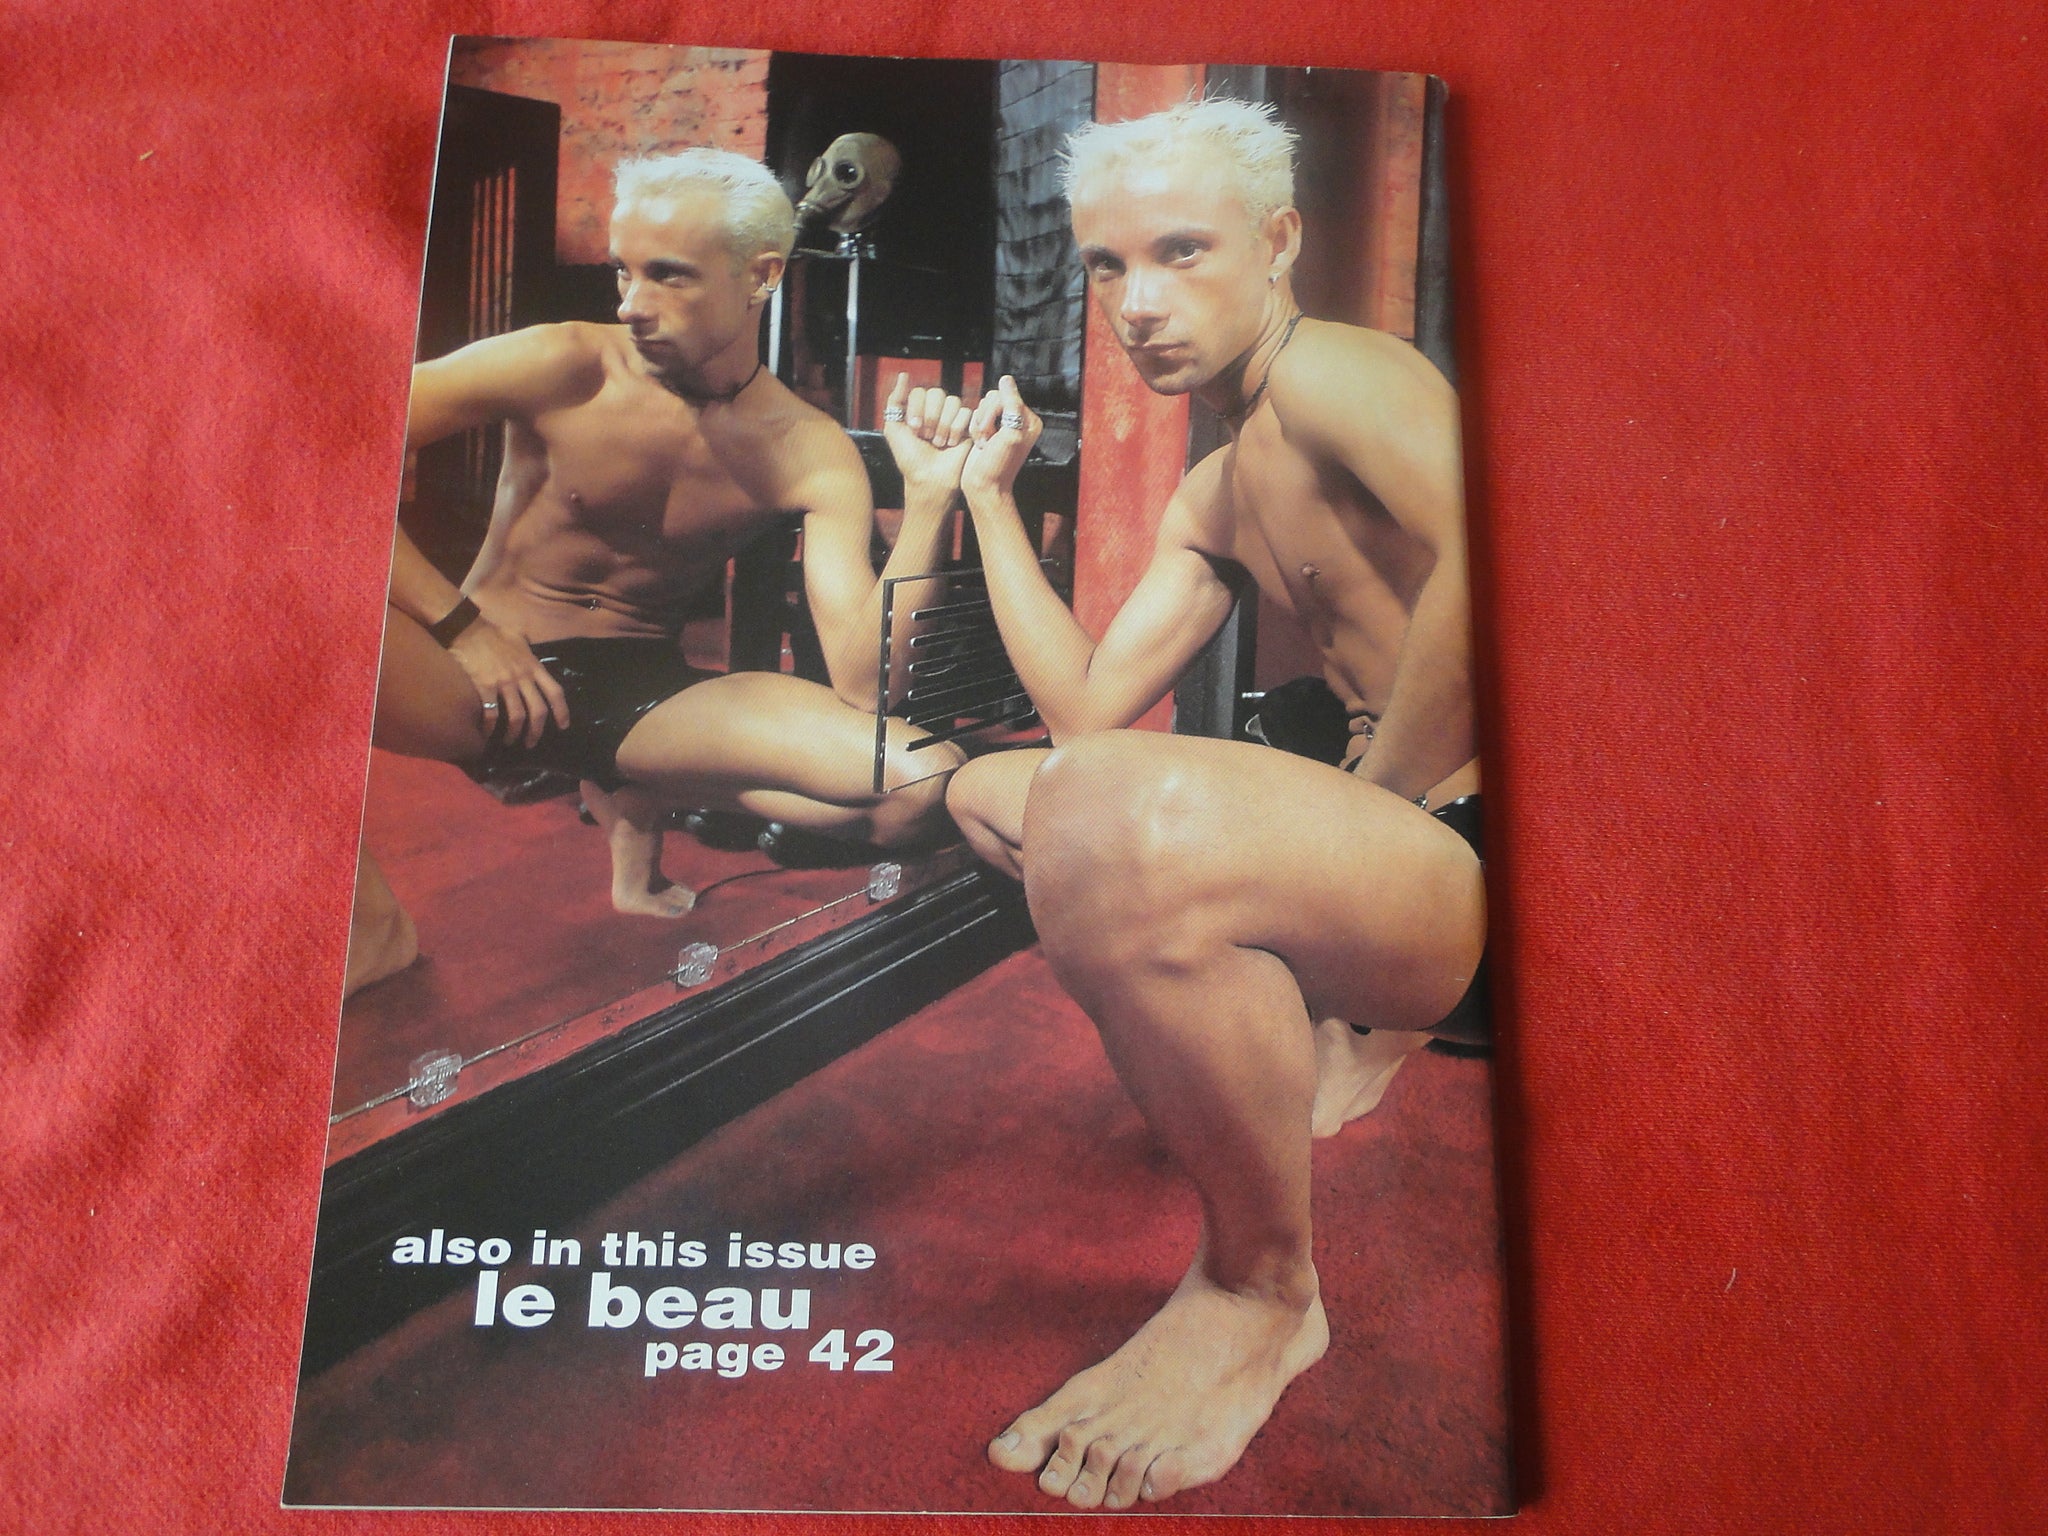 also in this issue
le beau
page 42